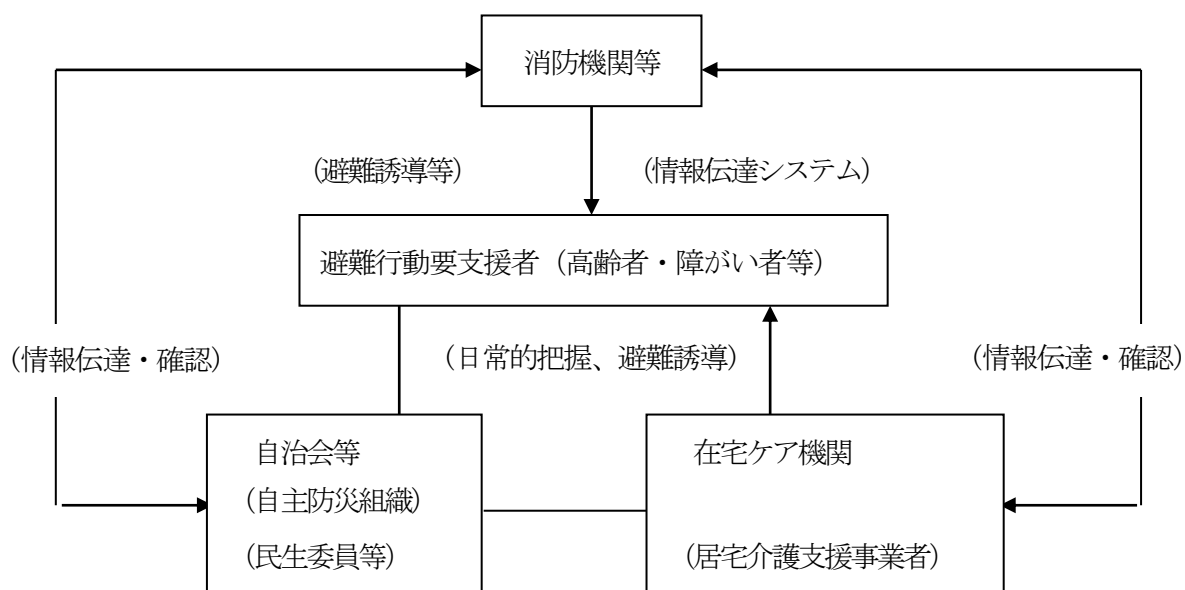 消防機関等
(避難誘導等)
(情報伝達システム)
避難行動要支援者(高齢者・障がい者等)
(情報伝達・確認)
(日常的把握、避難誘導)
(情報伝達・確認)
自治会等
(自主防災組織)
(民生委員等)
在宅ケア機関
(居宅介護支援事業者)